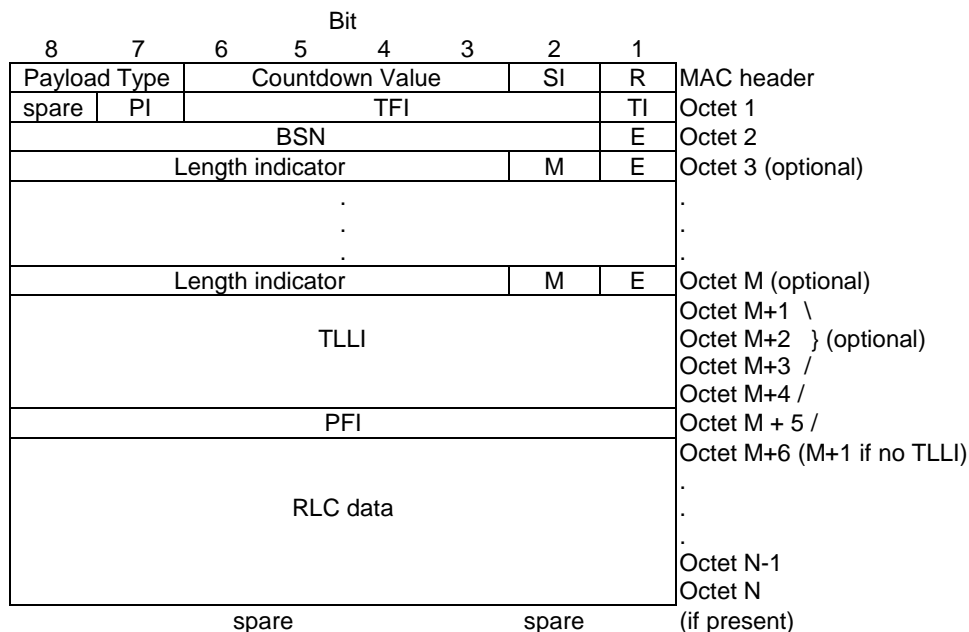 Bit
8 7 6 5 4 3 2 1
Payload Type Countdown Value SI R MAC header
spare PI TFI TI Octet 1
BSN E Octet 2
Length indicator M E Octet 3 (optional)
. .
. .
. .
Length indicator M E Octet M (optional)
Octet M+1 \
TLLI Octet M+2 } (optional)
Octet M+3 /
Octet M+4 /
PFI Octet M + 5 /
Octet M+6 (M+1 if no TLLI)
.
RLC data .
.
Octet N-1
Octet N
spare spare (if present)